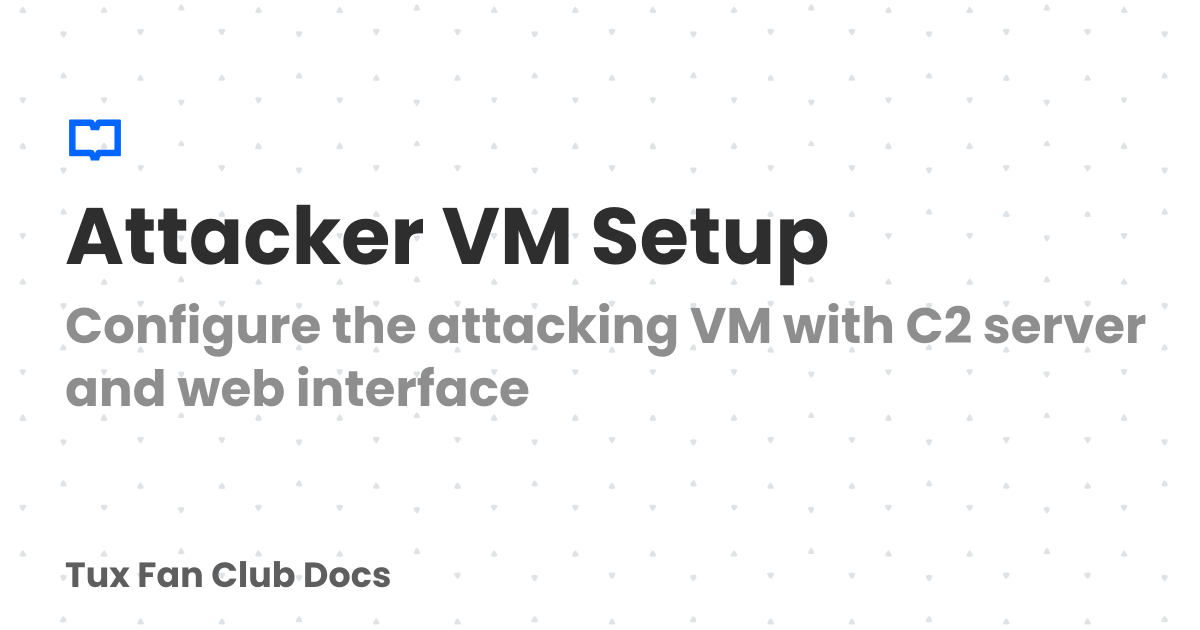 Attacker VM Setup
Configure the attacking VM with C2 server
and web interface
Tux Fan Club Docs